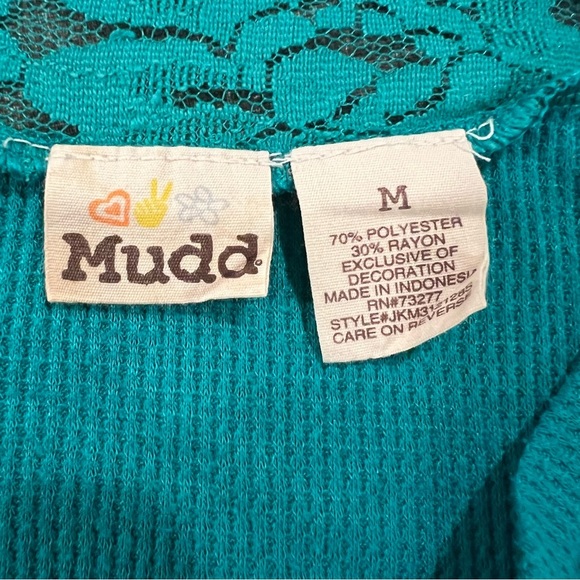 Mudd
M
70% POLYESTER
30% RAYON
EXCLUSIVE OF
DECORATION
MADE IN INDONESIA
RN#73277
CARE ON REVERSE